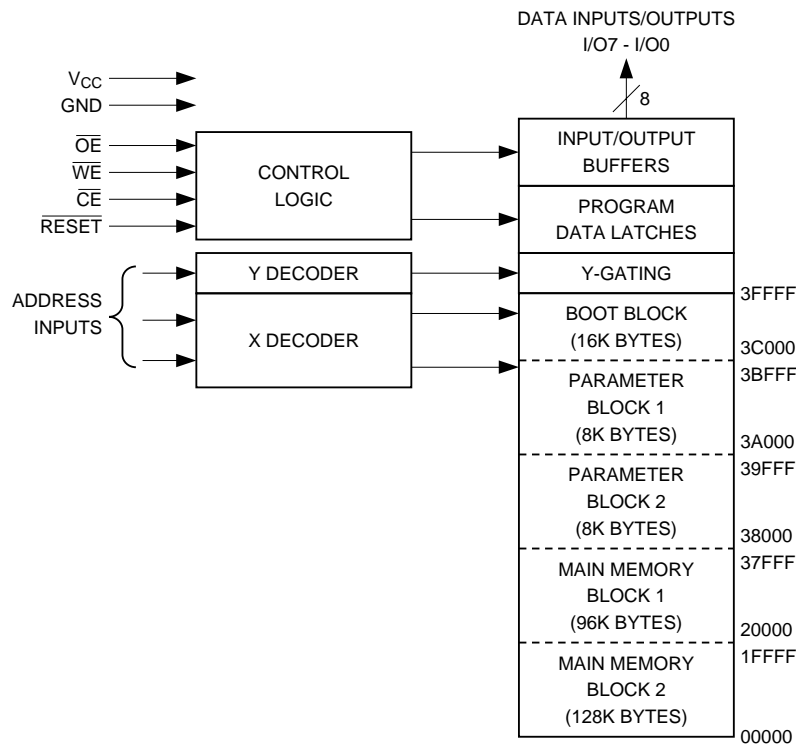 DATA INPUTS/OUTPUTS
I/O7 - I/O0
8
VCC
GND
OE
WE
CE
RESET
CONTROL
LOGIC
INPUT/OUTPUT
BUFFERS
PROGRAM
DATA LATCHES
ADDRESS
INPUTS
Y DECODER
X DECODER
Y-GATING
3FFFF
BOOT BLOCK
(16K BYTES)
3C000
3BFFF
PARAMETER
BLOCK 1
(8K BYTES)
3A000
39FFF
PARAMETER
BLOCK 2
(8K BYTES)
38000
37FFF
MAIN MEMORY
BLOCK 1
(96K BYTES)
20000
1FFFF
MAIN MEMORY
BLOCK 2
(128K BYTES)
00000